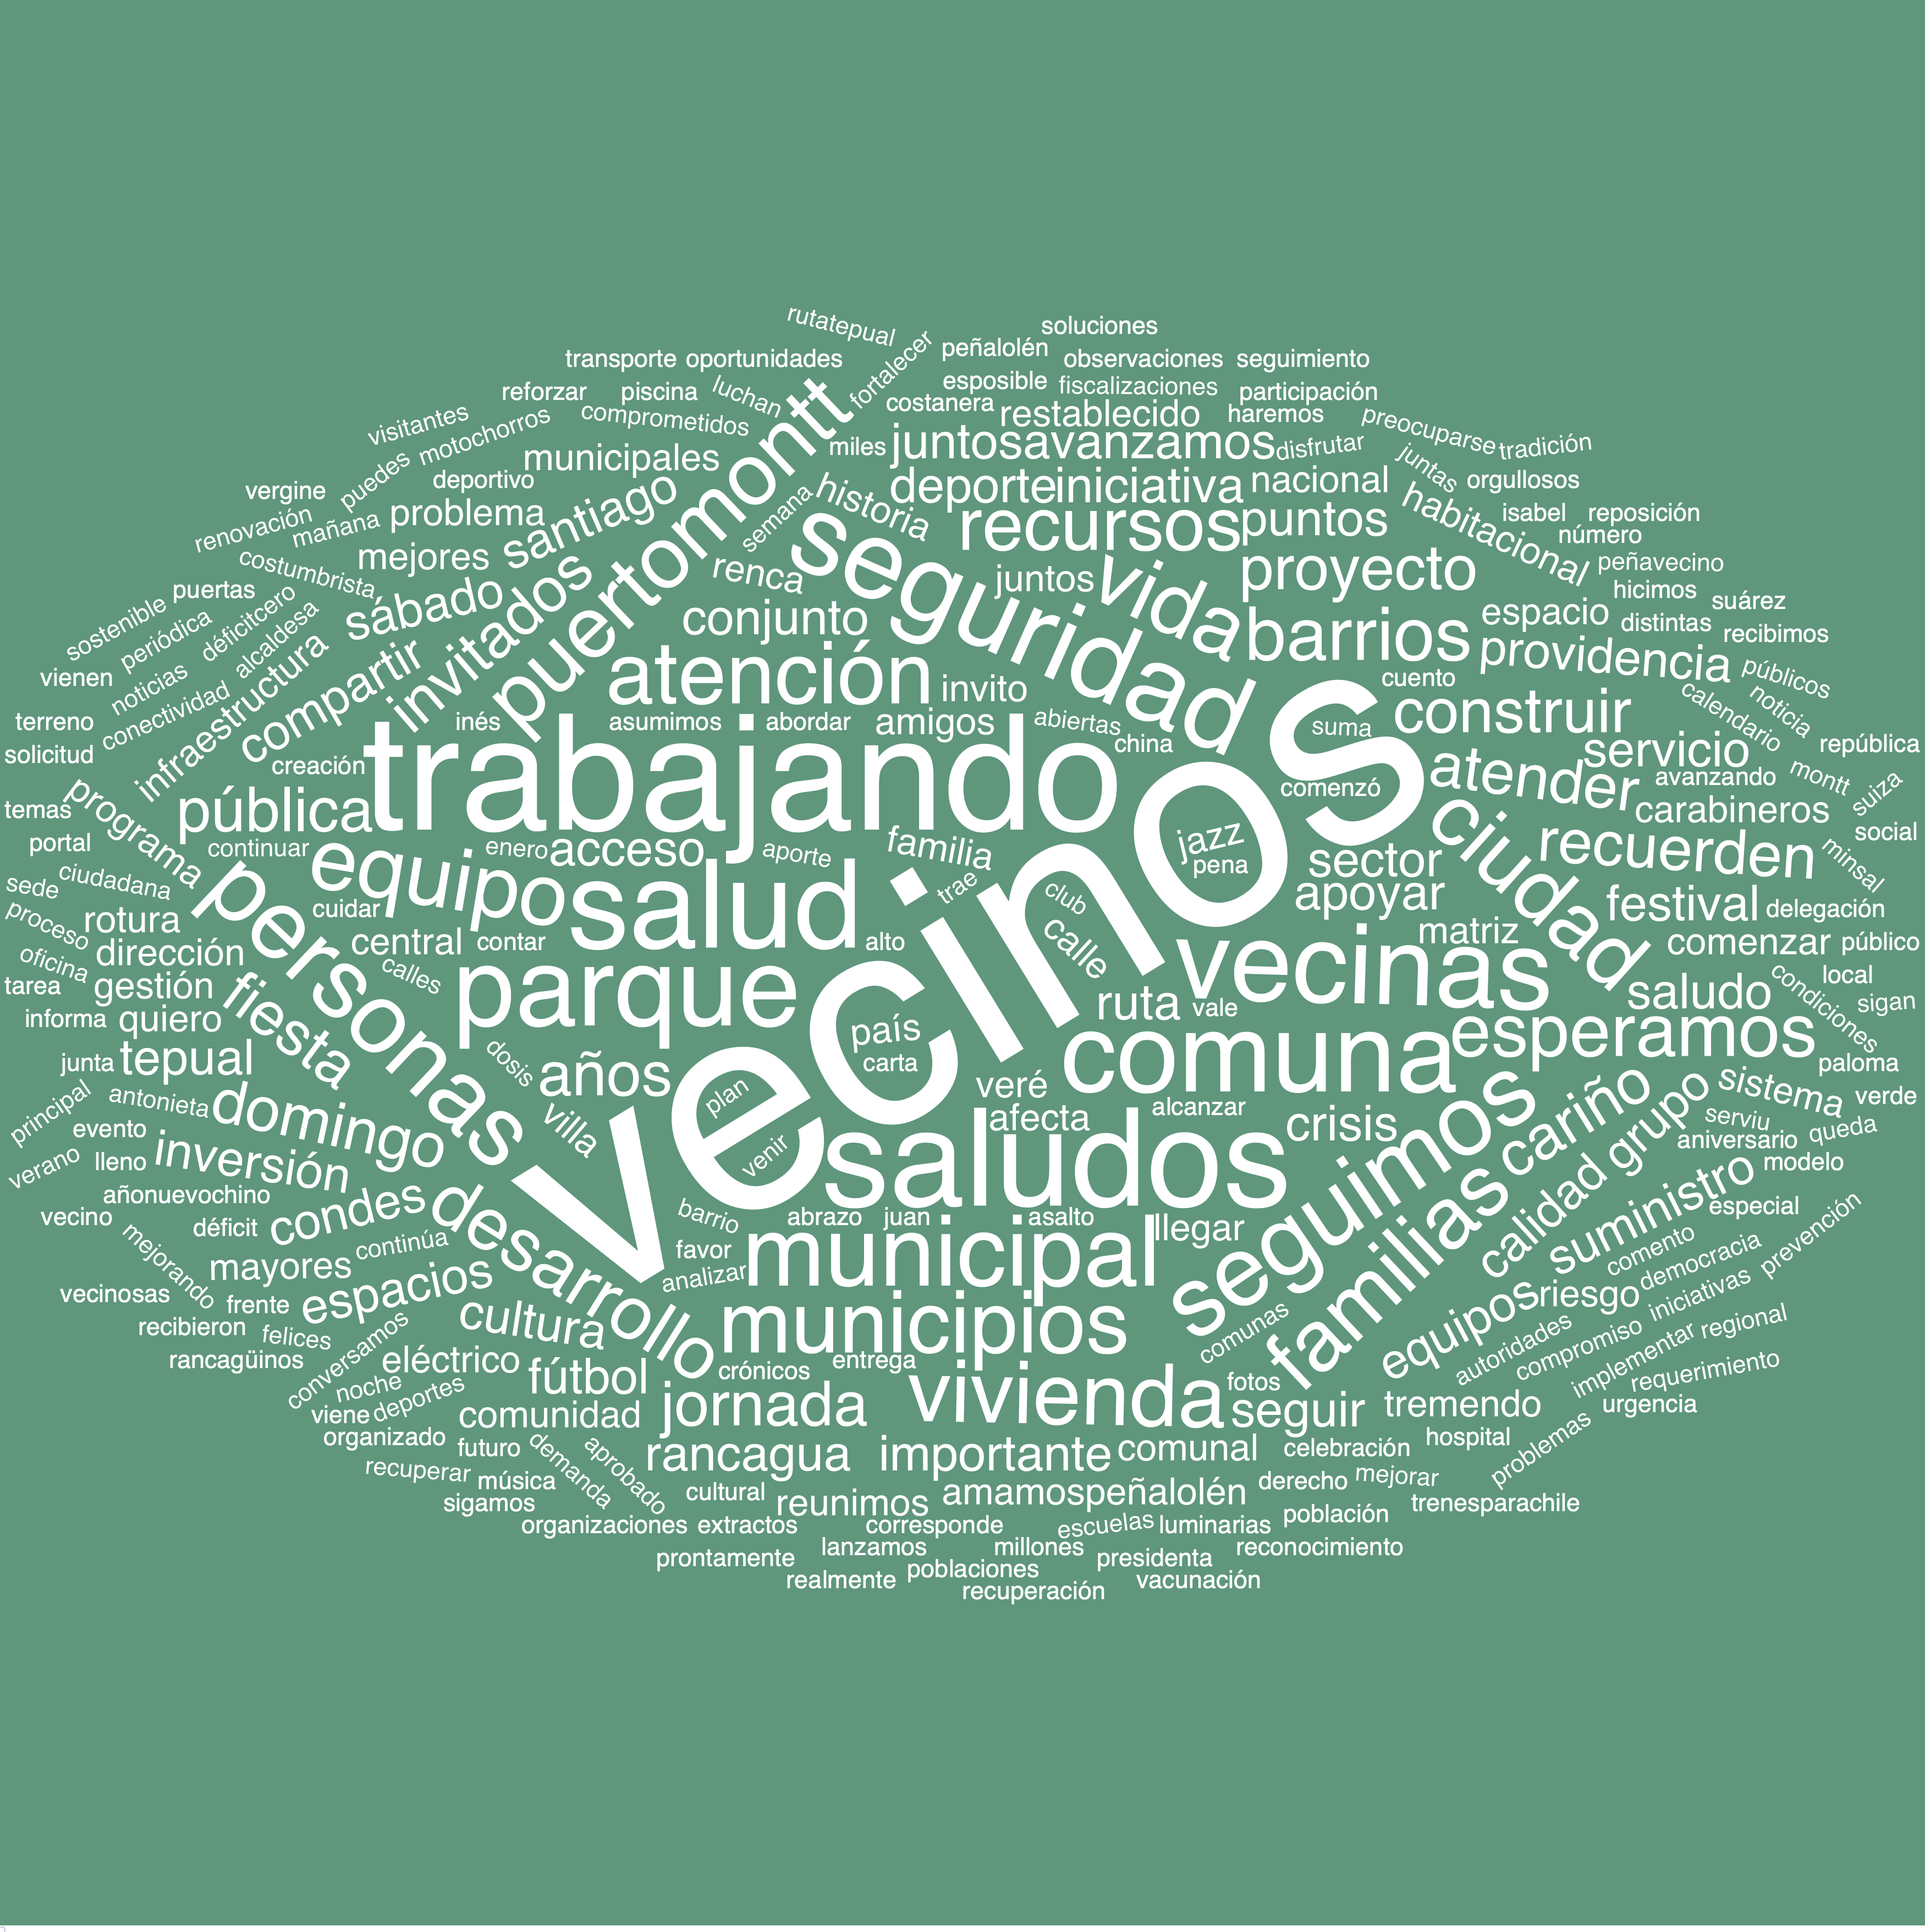 rutatepual
soluciones
transporte
oportunidades
fortalecer
peñalolén
observaciones
seguimiento
reforzar
piscina
luchan
esposible
fiscalizaciones
participación
visitantes
motochorros
comprometidos
puertomontt
costanera
restablecido
haremos
preocuparse
tradición
puedes
municipales
miles
juntosavanzamos
disfrutar
juntas
orgullosos
vergine
deportivo
santiago
semana
historia
deporte
iniciativa
nacional
habitacional
isabel
reposición
renovación
mañana
problema
seguridad
recursos
puntos
número
costumbrista
mejores
invitados
renca
juntos
vida
proyecto
peñavecino
puertas
sábado
hicimos
suárez
sostenible
periódica
déficitcero
alcaldesa
conjunto
barrios
espacio
distintas
recibimos
vienen
noticias
conectividad
infraestructura
compartir
atención
invito
providencia
públicos
cuento
calendario
noticia
terreno
inés
asumimos
abordar
amigos
abiertas
china
suma
construir
república
solicitud
creación
trabajando
vecinos
servicio
temas
programa
pública
comenzó
atender
avanzando
montt
suiza
carabineros
portal
continuar
equipo
enero
acceso
aporte
familia
jazz
pena
ciudad
sector
recuerden
social
minsal
sede
ciudadana
personas
cuidar
salud
trae
club
apoyar
festival
delegación
proceso
rotura
central
contar
alto
calle
vecinas
matriz
comenzar
público
oficina
dirección
calles
parque
saludo
local
condiciones
tarea
gestión
fiesta
ruta
vale
sigan
informa
quiero
país
carta
comuna
esperamos
junta
tepual
dosis
años
plan
veré
paloma
principal
antonieta
domingo
villa
afecta
alcanzar
crisis
seguimos
cariño
grupo
sistema
verde
evento
venir
saludos
serviu
aniversario
queda
verano
lleno
inversión
familias
calidad
modelo
añonuevochino
suministro
vecino
déficit
condes
desarrollo
barrio
abrazo
juan
asalto
llegar
especial
prevención
mejorando
mayores
continúa
favor
analizar
municipal
comento
democracia
vecinosas
frente
espacios
equipos
riesgo
iniciativas
recibieron
felices
cultura
municipios
comunas
autoridades
compromiso
implementar
regional
rancagüinos
conversamos
eléctrico
fútbol
crónicos
entrega
requerimiento
noche
vivienda
fotos
viene
deportes
comunidad
jornada
seguir
tremendo
urgencia
organizado
futuro
demanda
aprobado
rancagua
importante
comunal
celebración
hospital
problemas
recuperar
música
cultural
reunimos
amamospeñalolén
derecho
mejorar
sigamos
trenesparachile
organizaciones
extractos
corresponde
escuelas
luminarias
población
prontamente
lanzamos
millones
presidenta
reconocimiento
realmente
poblaciones
recuperación
vacunación